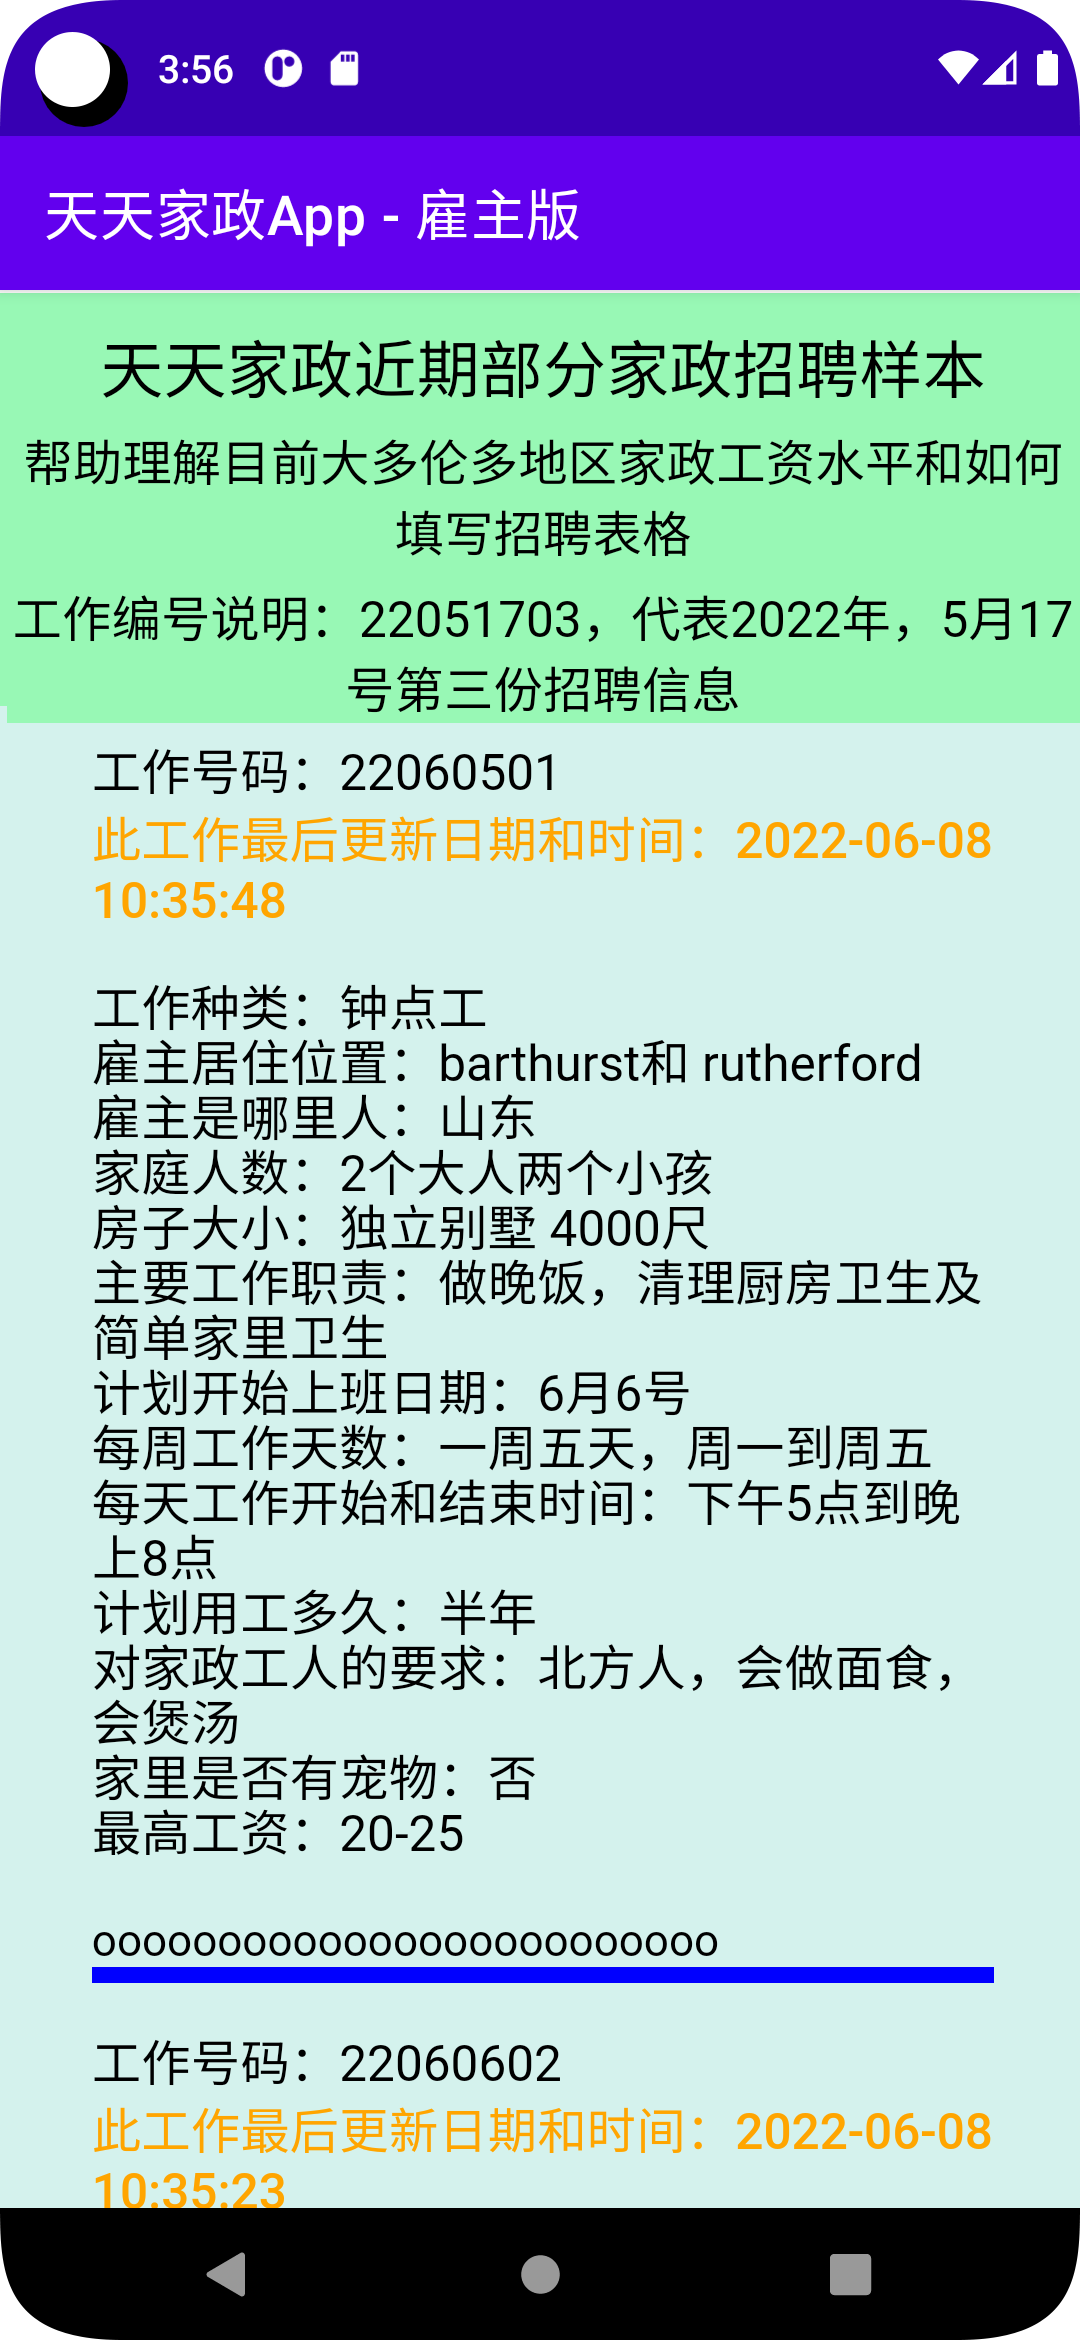 3:56
天天家政App - 雇主版
天天家政近期部分家政招聘样本
帮助理解目前大多伦多地区家政工资水平和如何
填写招聘表格
工作编号说明：22051703，代表2022年，5月17
号第三份招聘信息
工作号码：22060501
此工作最后更新日期和时间：2022-06-08
10:35:48
工作种类：钟点工
雇主居住位置：barthurst和 rutherford
雇主是哪里人：山东
家庭人数：2个大人两个小孩
房子大小：独立别墅 4000尺
主要工作职责：做晚饭，清理厨房卫生及
简单家里卫生
计划开始上班日期：6月6号
每周工作天数：一周五天，周一到周五
每天工作开始和结束时间：下午5点到晚
上8点
计划用工多久：半年
对家政工人的要求：北方人，会做面食，
会煲汤
家里是否有宠物：否
最高工资：20-25
ooooooooooooooooooooooooo
工作号码：22060602
此工作最后更新日期和时间：2022-06-08
10:35:23